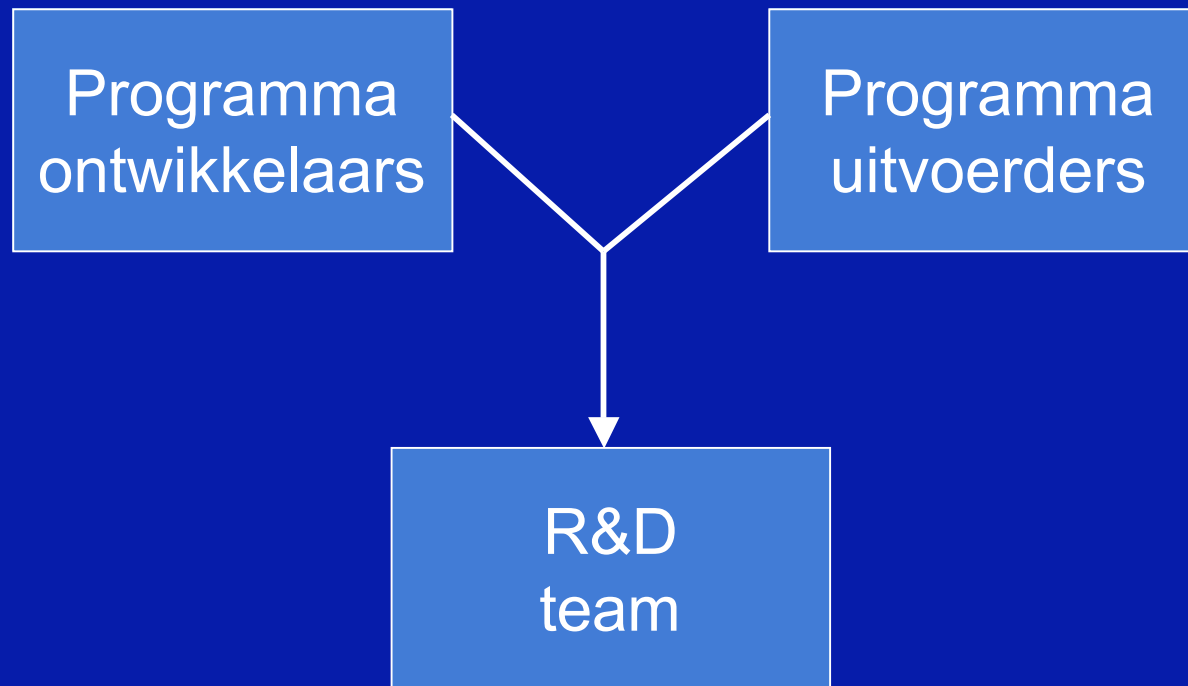 Programma
ontwikkelaars
Programma
uitvoerders
R&D
team